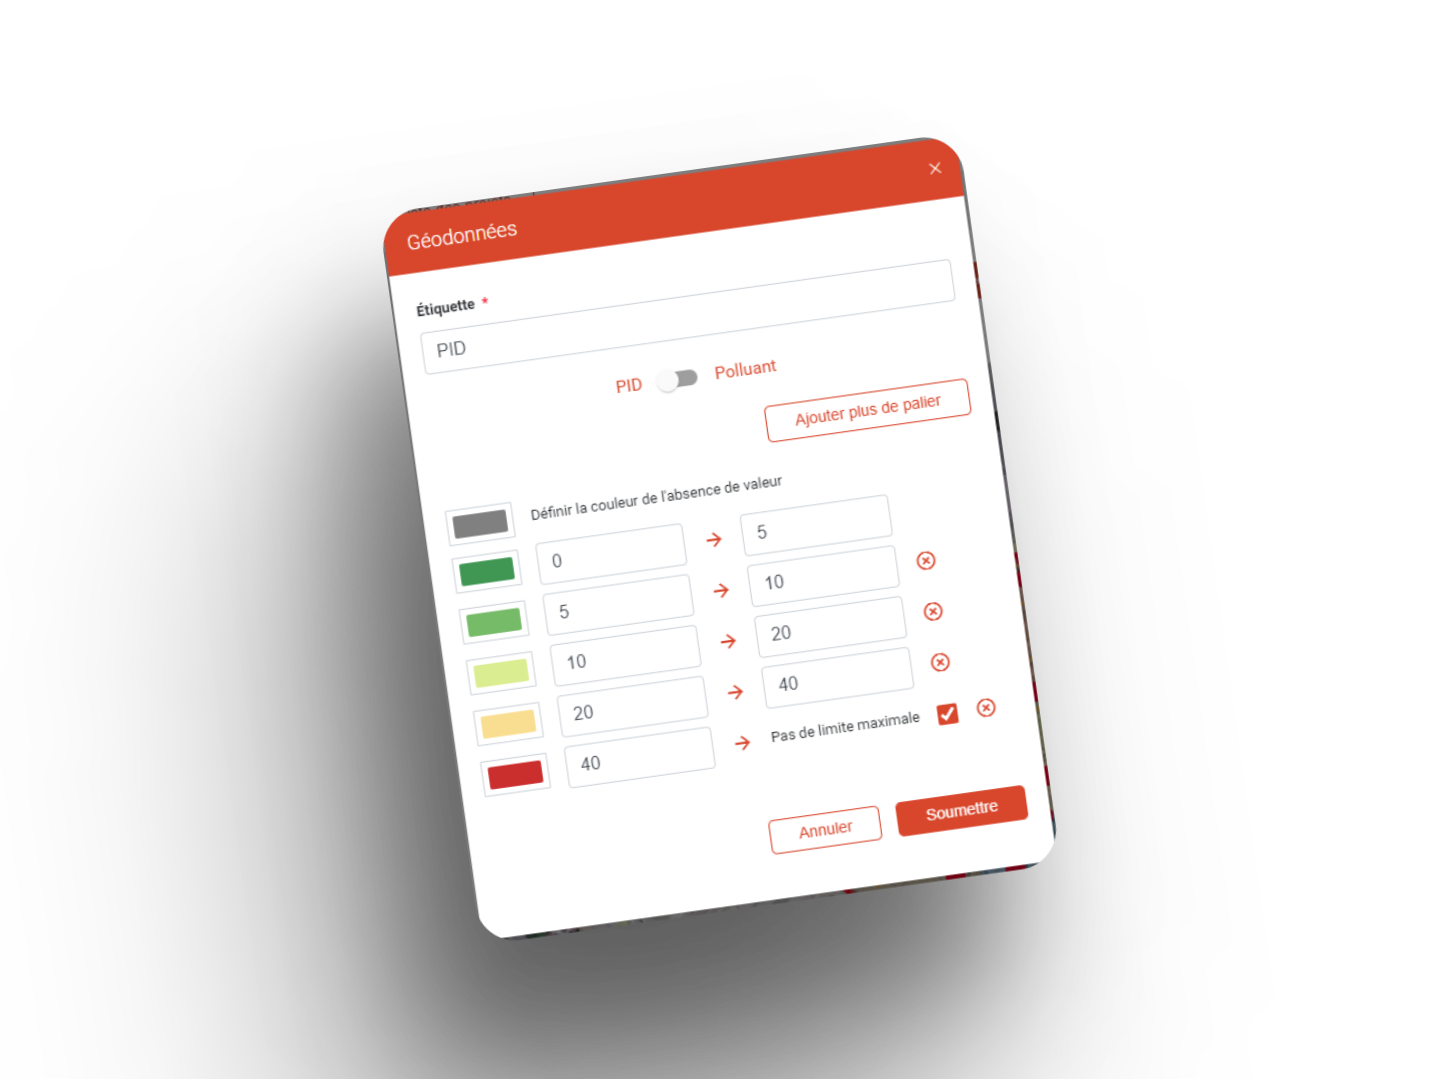 Géodonnées
Étiquette *
PID
PID Polluant
Ajouter plus de palier
Définir la couleur de l'absence de valeur
0 → 5
5 → 10
10 → 20
20 → 40
40 → Pas de limite maximale
Annuler Soumettre